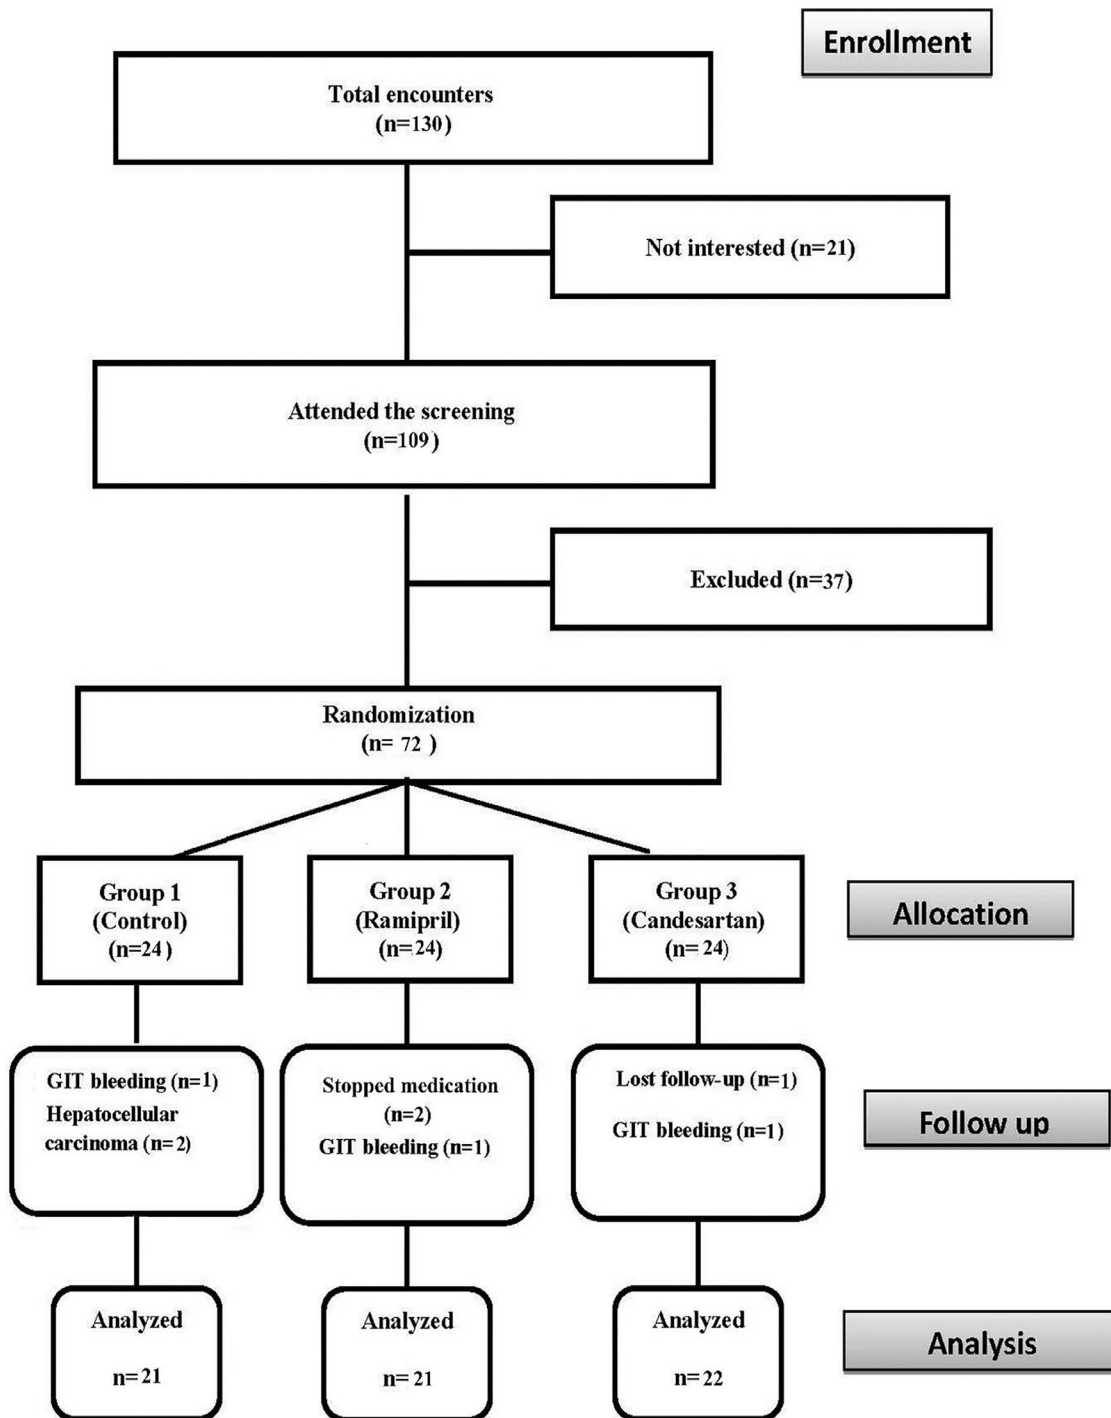 Enrollment
Total encounters
(n=130)
Not interested (n=21)
Attended the screening
(n=109)
Excluded (n=37)
Randomization
(n= 72 )
Group 1
(Control)
(n=24)
Group 2
(Ramipril)
(n=24)
Group 3
(Candesartan)
(n=24)
Allocation
GIT bleeding (n=1)
Hepatocellular
carcinoma (n=2)
Stopped medication
(n=2)
GIT bleeding (n=1)
Lost follow-up (n=1)
GIT bleeding (n=1)
Follow up
Analyzed
n=21
Analyzed
n=21
Analyzed
n=22
Analysis